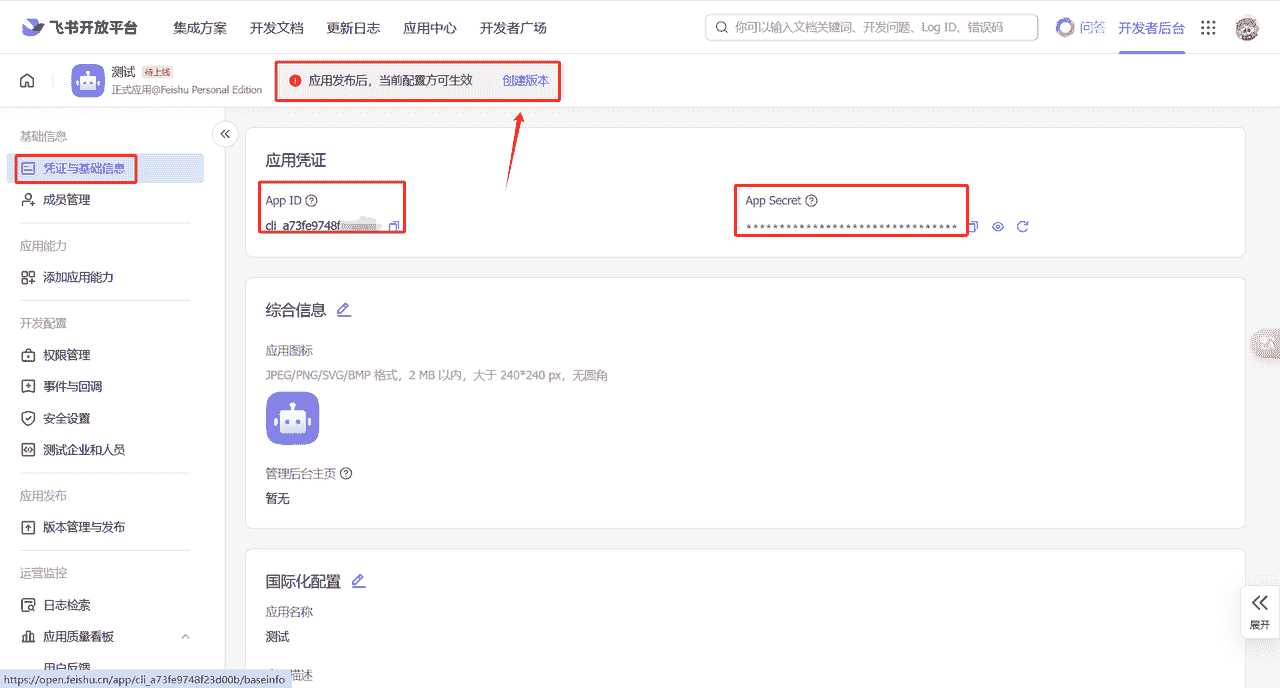 飞书开放平台 集成方案 开发文档 更新日志 应用中心 开发者广场 你可以输入文档关键词、开发问题、Log ID、错误码 问答 开发者后台
测试 待上线
正式应用@Feishu Personal Edition
应用发布后，当前配置方可生效 创建版本
基础信息
凭证与基础信息
成员管理
应用能力
添加应用能力
开发配置
权限管理
事件与回调
安全设置
测试企业和人员
应用发布
版本管理与发布
运营监控
日志检索
应用质量看板
用户反馈
应用凭证
App ID
cli_a73fe9748f
App Secret
********************************
综合信息
应用图标
JPEG/PNG/SVG/BMP 格式，2 MB 以内，大于 240*240 px，无圆角
管理后台主页
暂无
国际化配置
应用名称
测试
描述
展开
https://open.feishu.cn/app/cli_a73fe9748f23d00b/baseinfo